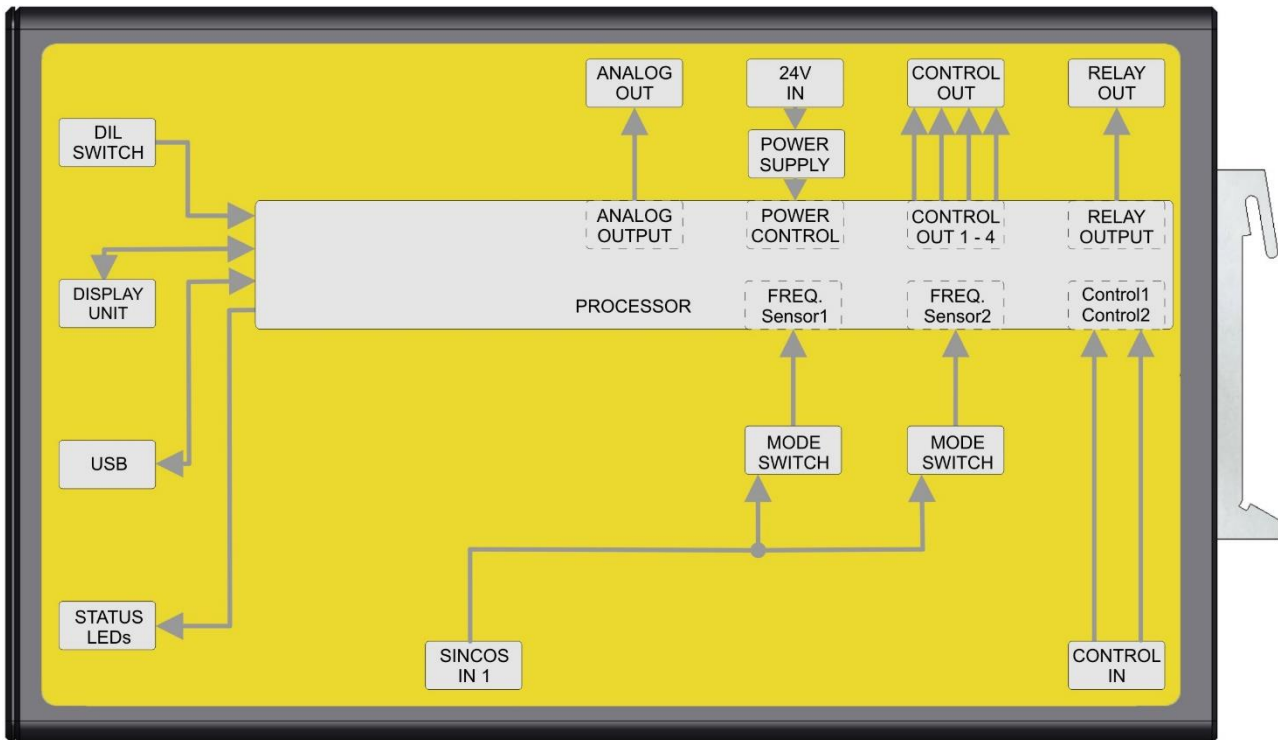 ANALOG
OUT
24V
IN
CONTROL
OUT
RELAY
OUT
DIL
SWITCH
POWER
SUPPLY
ANALOG
OUTPUT
POWER
CONTROL
CONTROL
OUT 1 - 4
RELAY
OUTPUT
DISPLAY
UNIT
PROCESSOR
FREQ.
Sensor1
FREQ.
Sensor2
Control1
Control2
USB
MODE
SWITCH
MODE
SWITCH
STATUS
LEDs
SINCOS
IN 1
CONTROL
IN